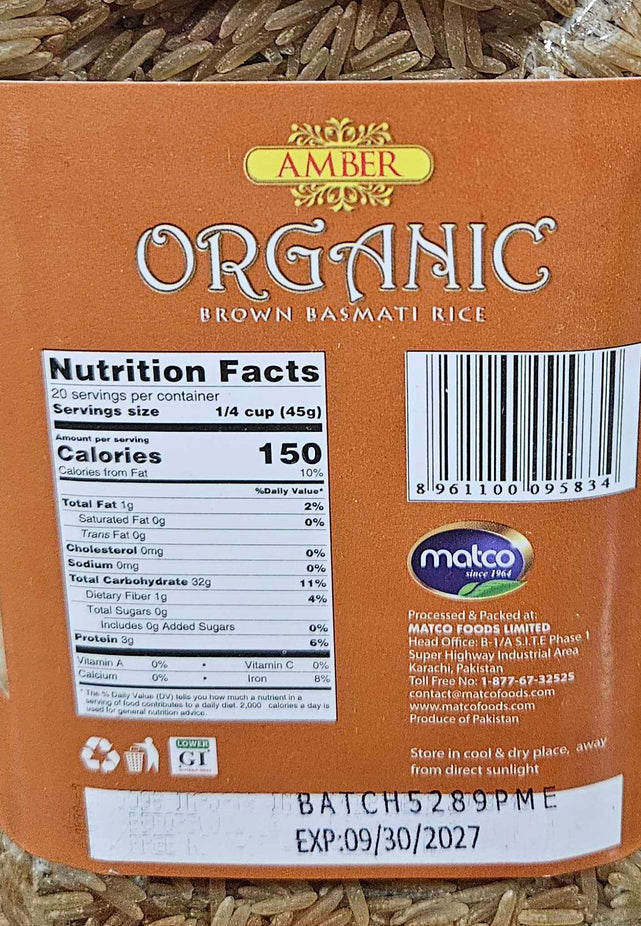 AMBER
ORGANIC
BROWN BASMATI RICE
Nutrition Facts
20 servings per container
Servings size 1/4 cup (45g)
Amount per serving
Calories 150
Calories from Fat 10%
%Daily Value*
Total Fat 1g 2%
Saturated Fat 0g 0%
Trans Fat 0g
Cholesterol 0mg 0%
Sodium 0mg 0%
Total Carbohydrate 32g 11%
Dietary Fiber 1g 4%
Total Sugars 0g
Includes 0g Added Sugars 0%
Protein 3g 6%
Vitamin A 0% • Vitamin C 0%
Calcium 0% • Iron 8%
* The % Daily Value (DV) tells you how much a nutrient in a
serving of food contributes to a daily diet. 2,000 calories a day is
used for general nutrition advice.
8 961100 095834
matco
since 1964
Processed & Packed at:
MATCO FOODS LIMITED
Head Office: B-1/A S.I.T.E Phase 1
Super Highway Industrial Area
Karachi, Pakistan
Toll Free No: 1-877-67-32525
contact@matcofoods.com
www.matcofoods.com
Produce of Pakistan
Store in cool & dry place, away
from direct sunlight
LOWER
GI
BATCH5289PME
EXP:09/30/2027